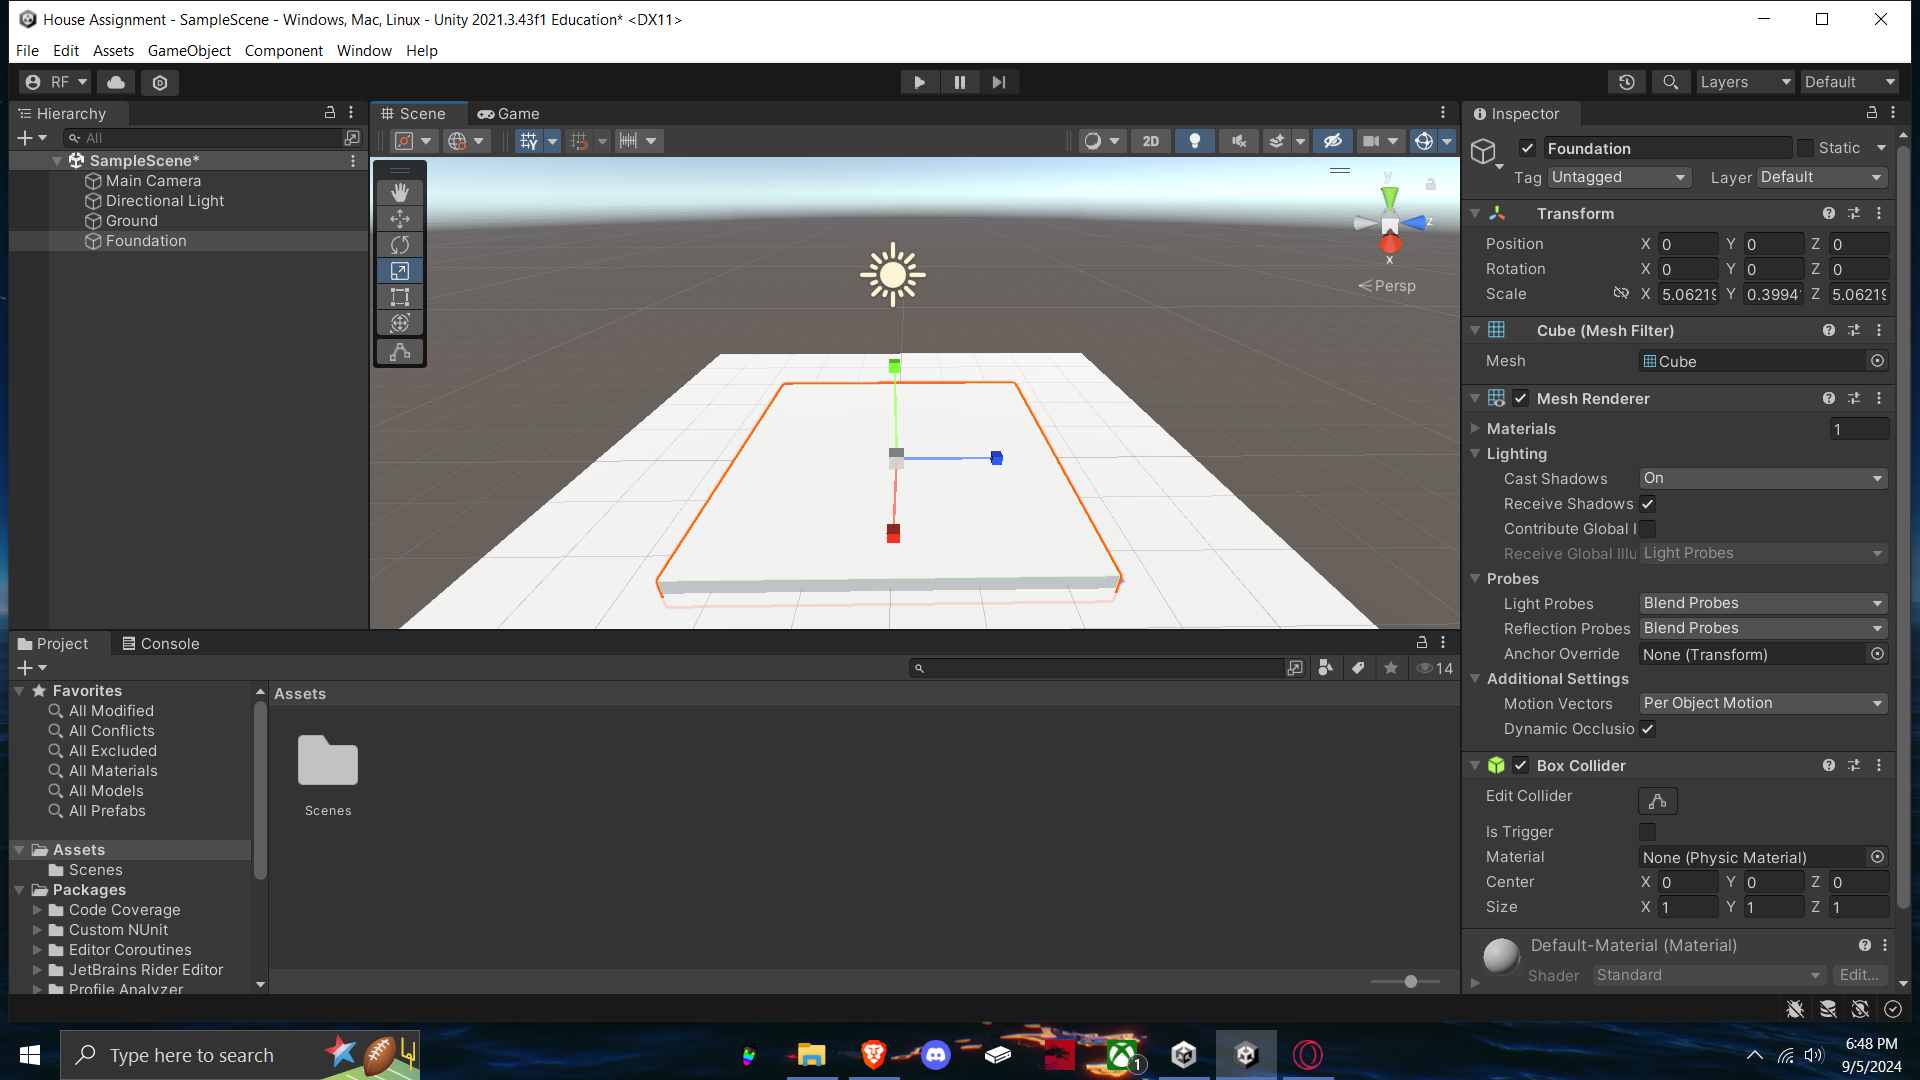 House Assignment - SampleScene - Windows, Mac, Linux - Unity 2021.3.43f1 Education* <DX11>
File Edit Assets GameObject Component Window Help
RF
Layers Default
Hierarchy
All
SampleScene*
Main Camera
Directional Light
Ground
Foundation
Scene Game
2D
y
z
x
Persp
Inspector
Foundation Static
Tag Untagged Layer Default
Transform
Position X 0 Y 0 Z 0
Rotation X 0 Y 0 Z 0
Scale X 5.06219 Y 0.3994 Z 5.06219
Cube (Mesh Filter)
Mesh Cube
Mesh Renderer
Materials 1
Lighting
Cast Shadows On
Receive Shadows
Contribute Global I
Receive Global Illu Light Probes
Probes
Light Probes Blend Probes
Reflection Probes Blend Probes
Anchor Override None (Transform)
Additional Settings
Motion Vectors Per Object Motion
Dynamic Occlusio
Box Collider
Edit Collider
Is Trigger
Material None (Physic Material)
Center X 0 Y 0 Z 0
Size X 1 Y 1 Z 1
Default-Material (Material)
Shader Standard Edit...
Project Console
14
Favorites
All Modified
All Conflicts
All Excluded
All Materials
All Models
All Prefabs
Assets
Scenes
Packages
Code Coverage
Custom NUnit
Editor Coroutines
JetBrains Rider Editor
Profile Analyzer
Assets
Scenes
Type here to search
1
6:48 PM
9/5/2024